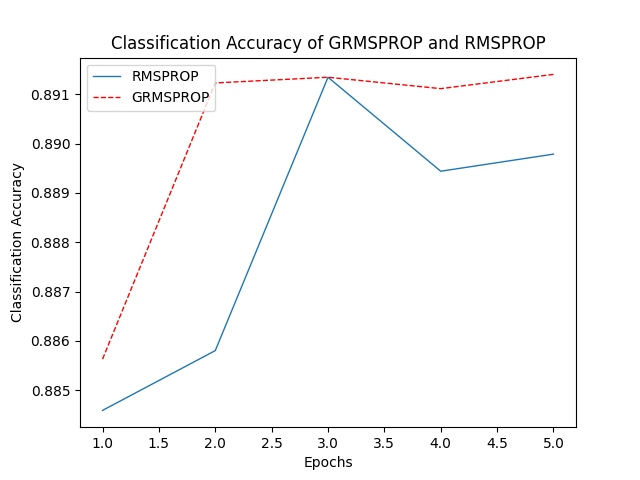 Classification Accuracy of GRMSPROP and RMSPROP
RMSPROP
GRMSPROP
Classification Accuracy
0.891
0.890
0.889
0.888
0.887
0.886
0.885
1.0 1.5 2.0 2.5 3.0 3.5 4.0 4.5 5.0
Epochs